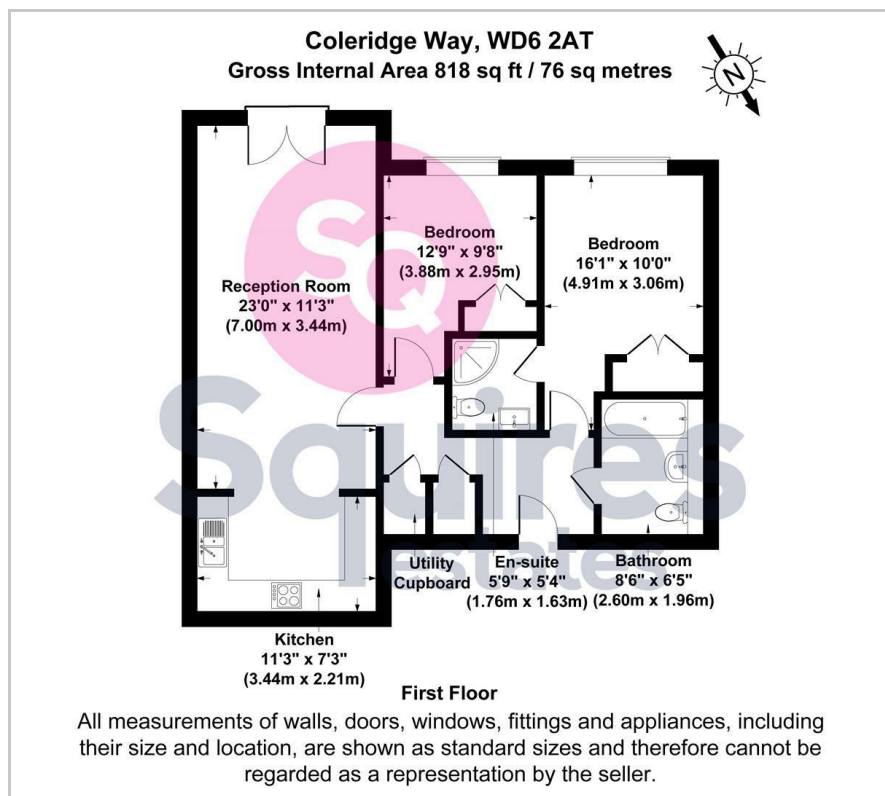 Coleridge Way, WD6 2AT
Gross Internal Area 818 sq ft / 76 sq metres
N
SQ
Squires
estates
Reception Room
23'0" x 11'3"
(7.00m x 3.44m)
Bedroom
12'9" x 9'8"
(3.88m x 2.95m)
Bedroom
16'1" x 10'0"
(4.91m x 3.06m)
Kitchen
11'3" x 7'3"
(3.44m x 2.21m)
Utility
Cupboard
En-suite
5'9" x 5'4"
(1.76m x 1.63m)
Bathroom
8'6" x 6'5"
(2.60m x 1.96m)
First Floor
All measurements of walls, doors, windows, fittings and appliances, including
their size and location, are shown as standard sizes and therefore cannot be
regarded as a representation by the seller.